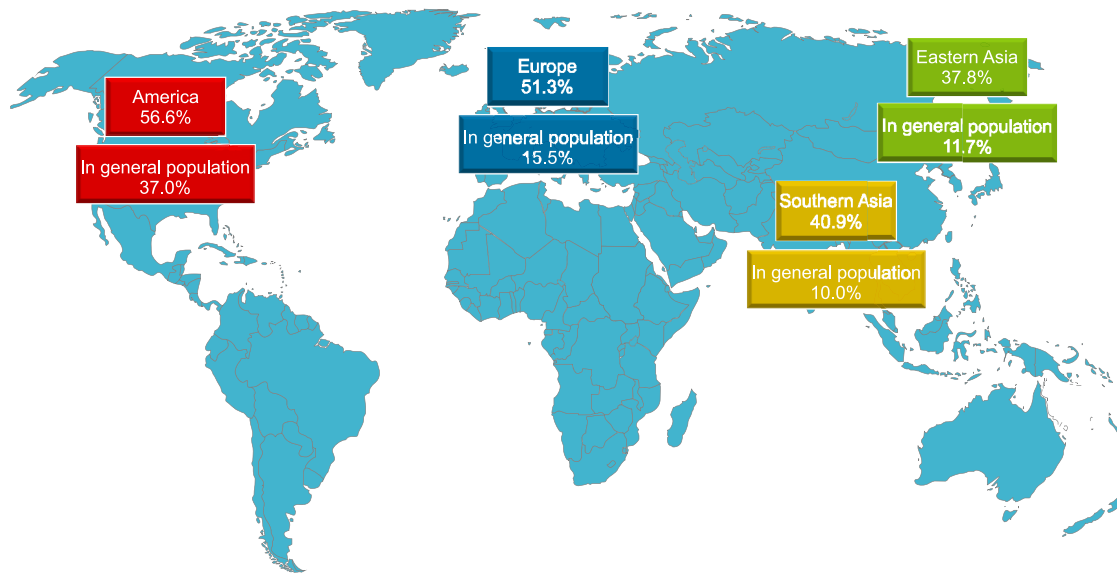 America
56.6%
In general population
37.0%
Europe
51.3%
In general population
15.5%
Eastern Asia
37.8%
In general population
11.7%
Southern Asia
40.9%
In general population
10.0%